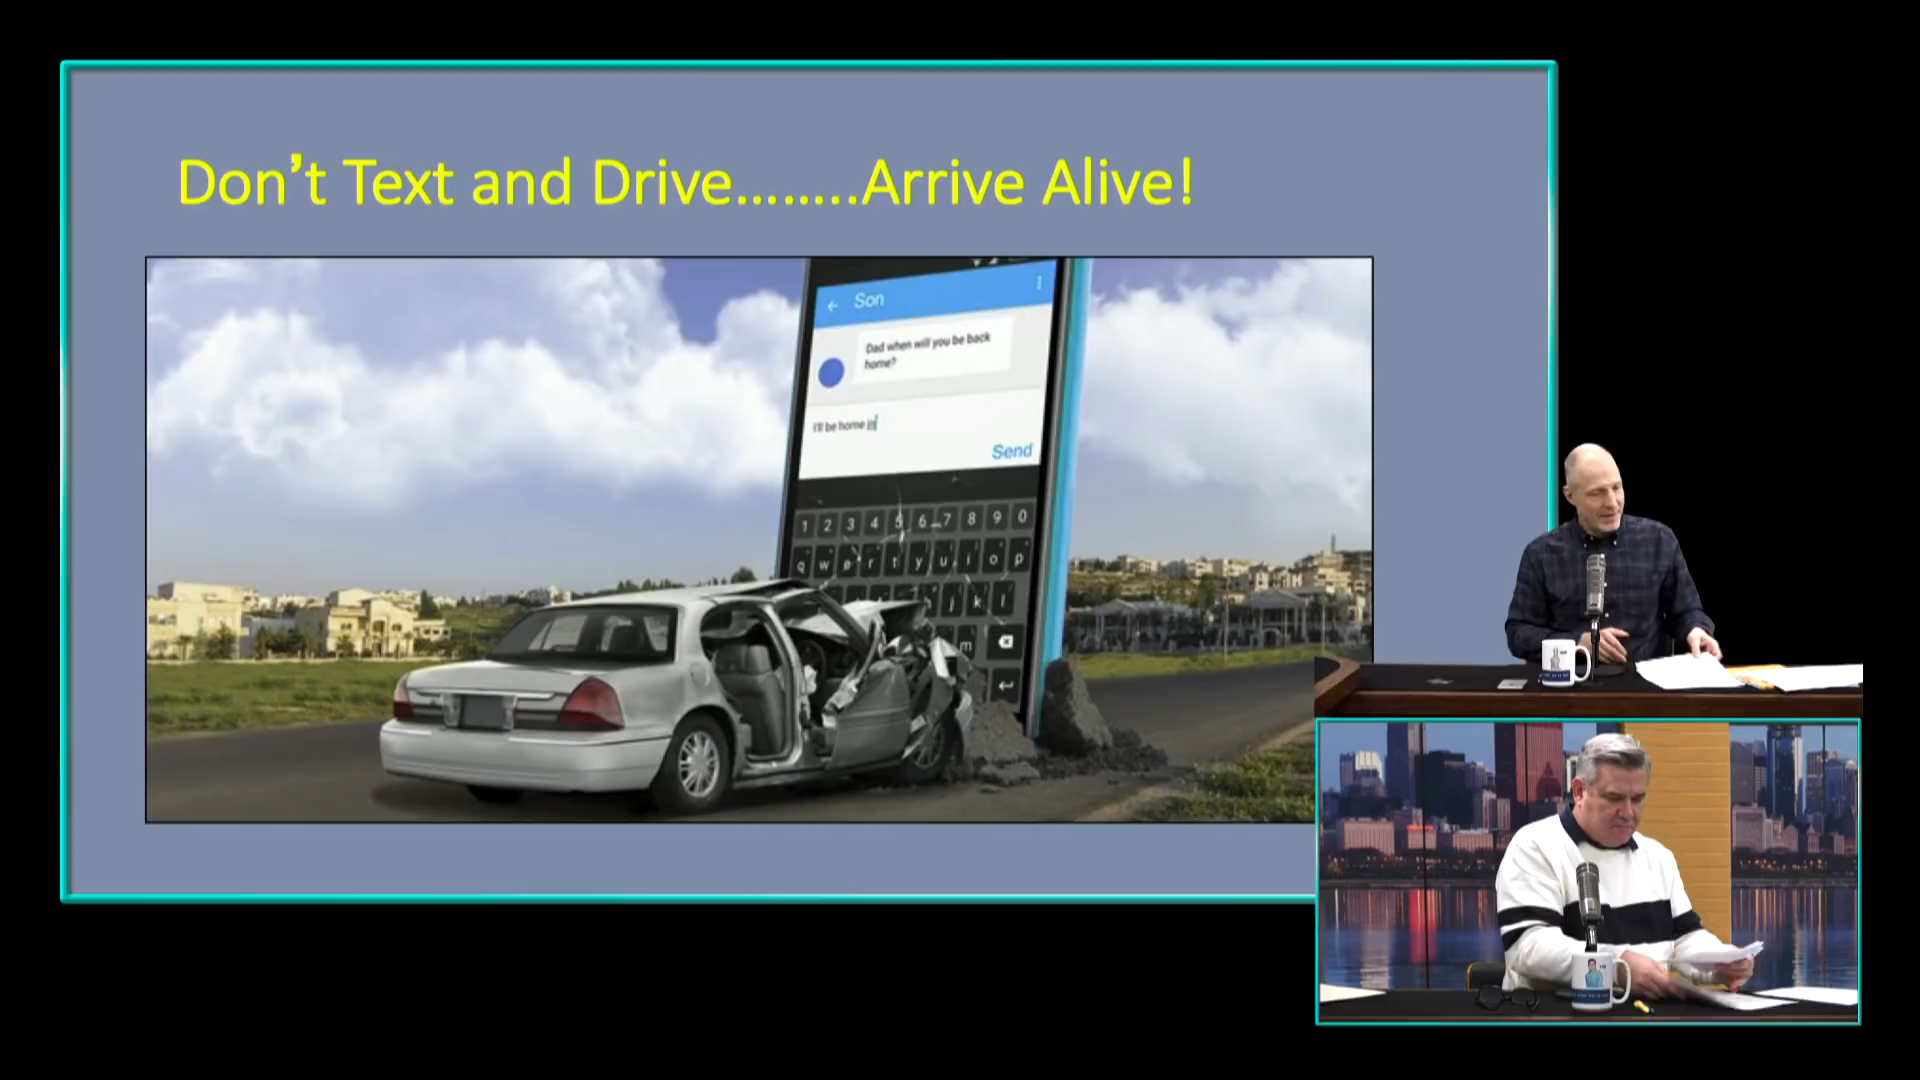 Don't Text and Drive........Arrive Alive!
Son
Dad when will you be back
home?
I'll be home in
Send
1 2 3 4 5 6 7 8 9 0
q w e r t y u i o p
j k l
m